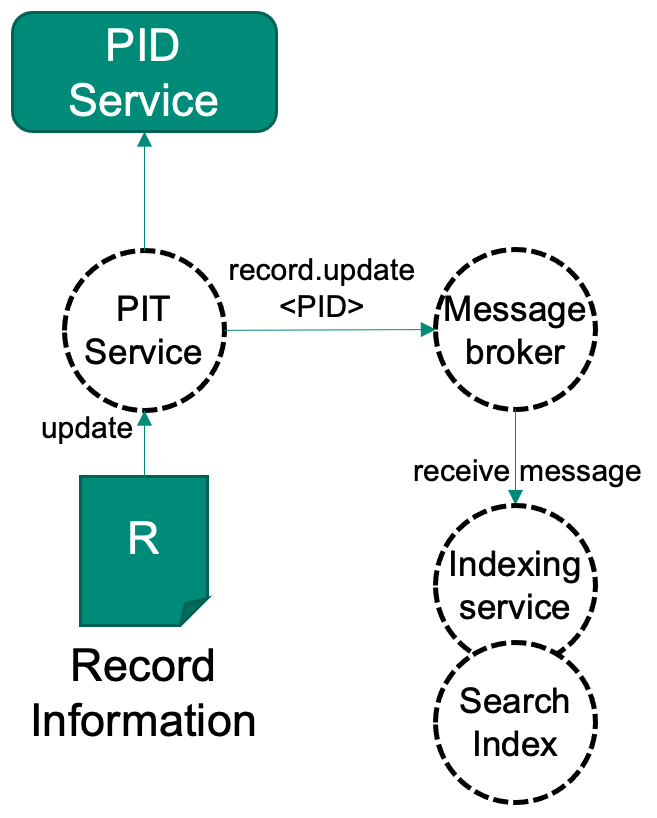 PID
Service
record.update
<PID>
PIT
Service
Message
broker
update
receive message
R
Indexing
service
Record
Information
Search
Index